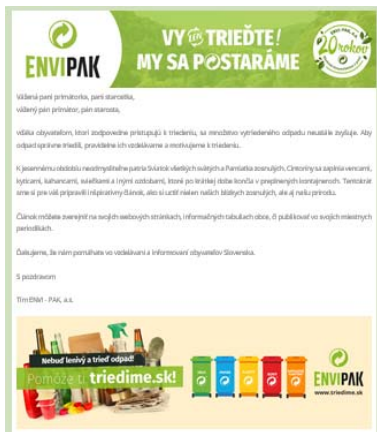 ENVIPAK
VY LEN TRIEĎTE!
MY SA POSTARÁME
20 rokov
Vážená pani primátorka, pani starostka,
vážený pán primátor, pán starosta,
vďaka obyvateľom, ktorí zodpovedne pristupujú k triedeniu, sa množstvo vytriedeného odpadu neustále zvyšuje. Aby
odpad správne triedili, pravidelne ich vzdelávame a motivujeme k triedeniu.
K jesennému obdobiu neodmysliteľne patria Sviatok všetkých svätých a Pamiatka zosnulých. Cintoríny sa zaplnia vencami,
kyticami, kahancami, sviečkami a inými ozdobami, ktoré po krátkej dobe končia v preplnených kontajneroch. Tentokrát
sme si pre vás pripravili inšpiratívny článok, ako si uctiť nielen našich blízkych zosnulých, ale aj našu prírodu.
Článok môžete zverejniť na svojich webových stránkach, informačných tabuliach obce, či publikovať vo svojich miestnych
periodikách.
Ďakujeme, že nám pomáhate vo vzdelávaní a informovaní obyvateľov Slovenska.
S pozdravom
Tím ENVI - PAK, a.s.
Nebuď lenivý a trieď odpad!
Pomôže ti triedime.sk!
ENVIPAK
www.triedime.sk